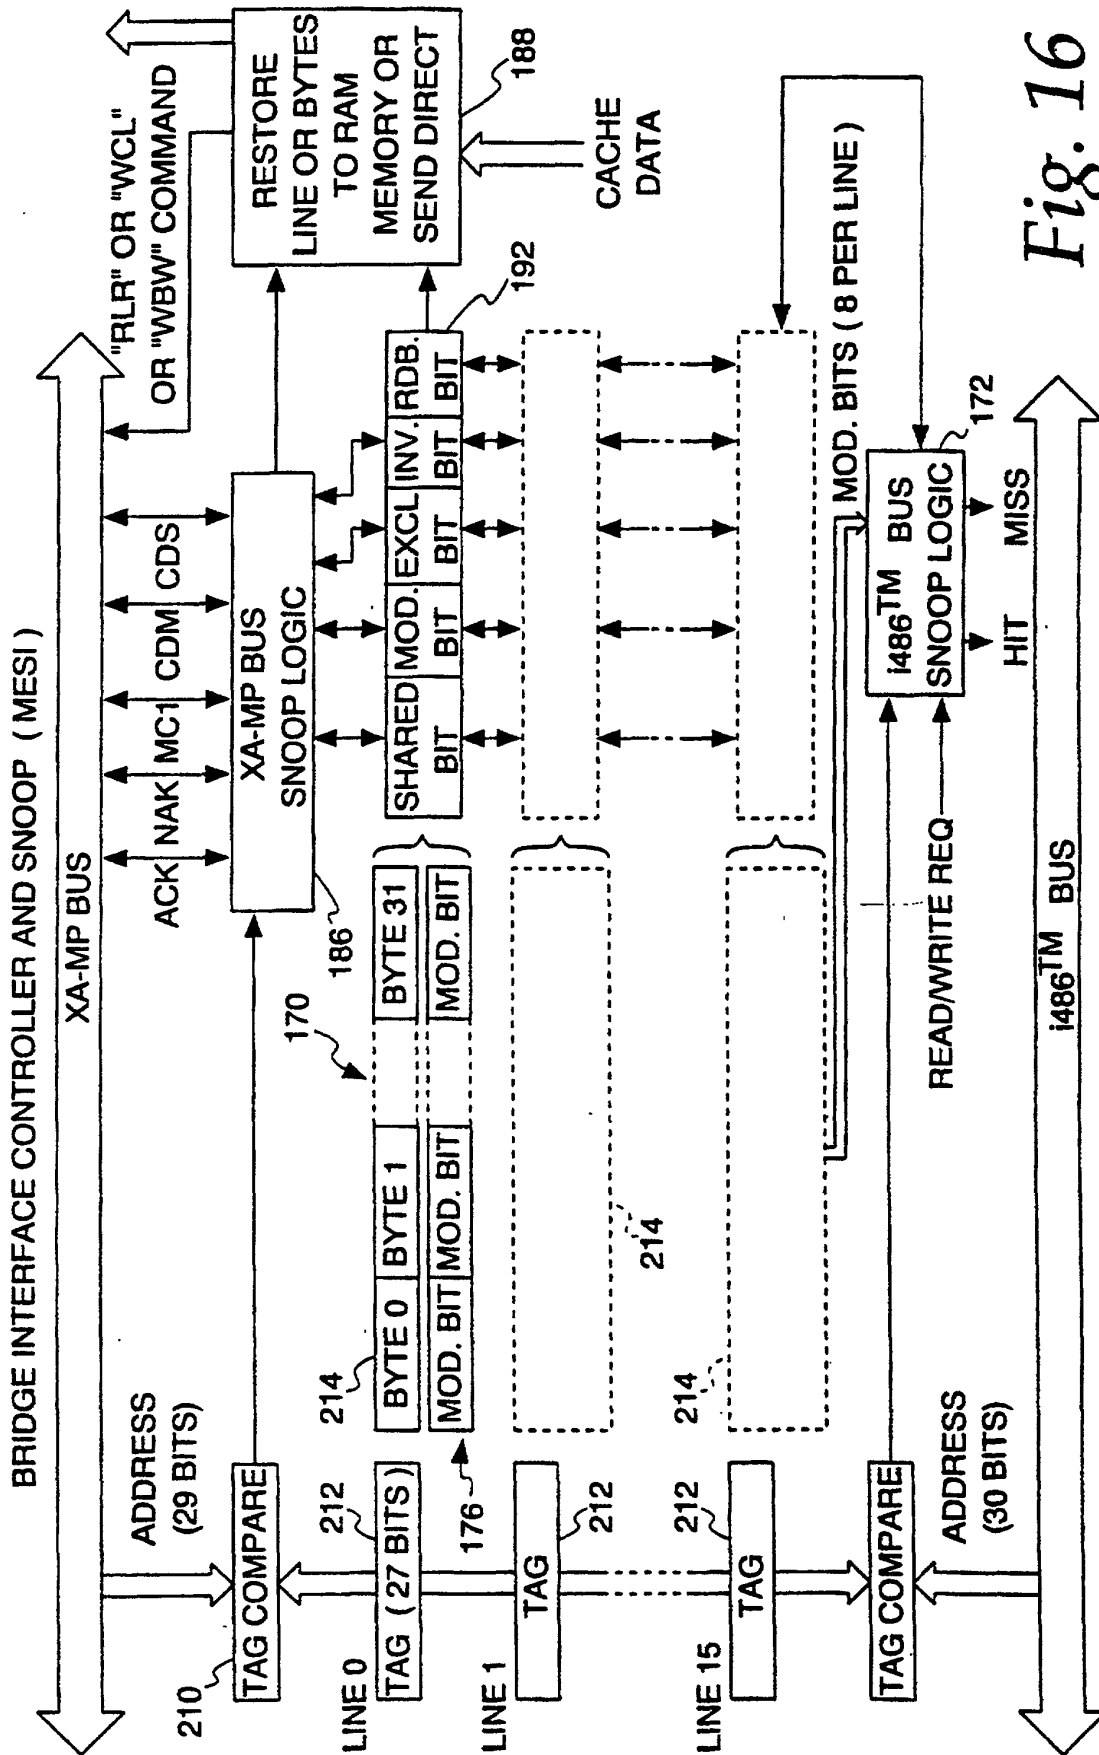 BRIDGE INTERFACE CONTROLLER AND SNOOP ( MESI )
XA-MP BUS
ADDRESS
(29 BITS)
ACK NAK MC1 CDM CDS
"RLR" OR "WCL"
OR "WBW" COMMAND
210
TAG COMPARE
186
XA-MP BUS
SNOOP LOGIC
RESTORE
LINE OR BYTES
TO RAM
MEMORY OR
SEND DIRECT
188
CACHE
DATA
LINE 0
212
TAG ( 27 BITS )
214
170
BYTE 0
BYTE 1
BYTE 31
MOD. BIT
MOD. BIT
MOD. BIT
176
SHARED
BIT
MOD.
BIT
EXCL
BIT
INV.
BIT
RDB.
BIT
192
LINE 1
TAG
212
214
LINE 15
212
TAG
214
MOD. BITS ( 8 PER LINE )
TAG COMPARE
READ/WRITE REQ
i486TM BUS
SNOOP LOGIC
172
HIT
MISS
ADDRESS
(30 BITS)
i486TM BUS
Fig. 16